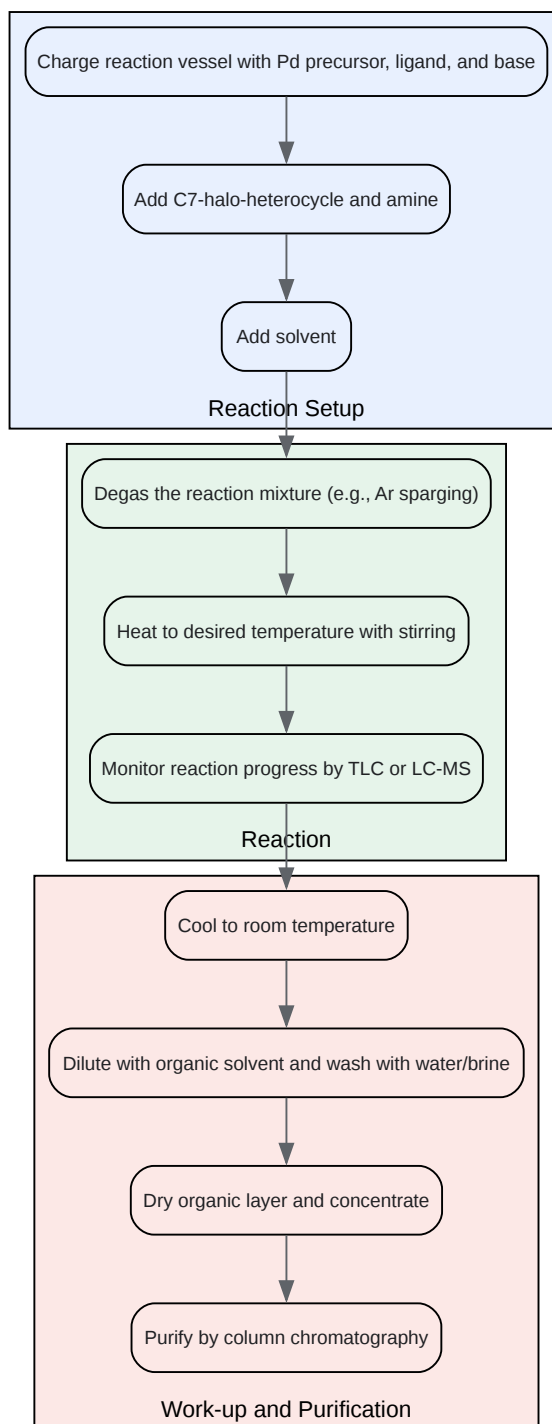 Charge reaction vessel with Pd precursor, ligand, and base
Add C7-halo-heterocycle and amine
Add solvent
Reaction Setup
Degas the reaction mixture (e.g., Ar sparging)
Heat to desired temperature with stirring
Monitor reaction progress by TLC or LC-MS
Reaction
Cool to room temperature
Dilute with organic solvent and wash with water/brine
Dry organic layer and concentrate
Purify by column chromatography
Work-up and Purification